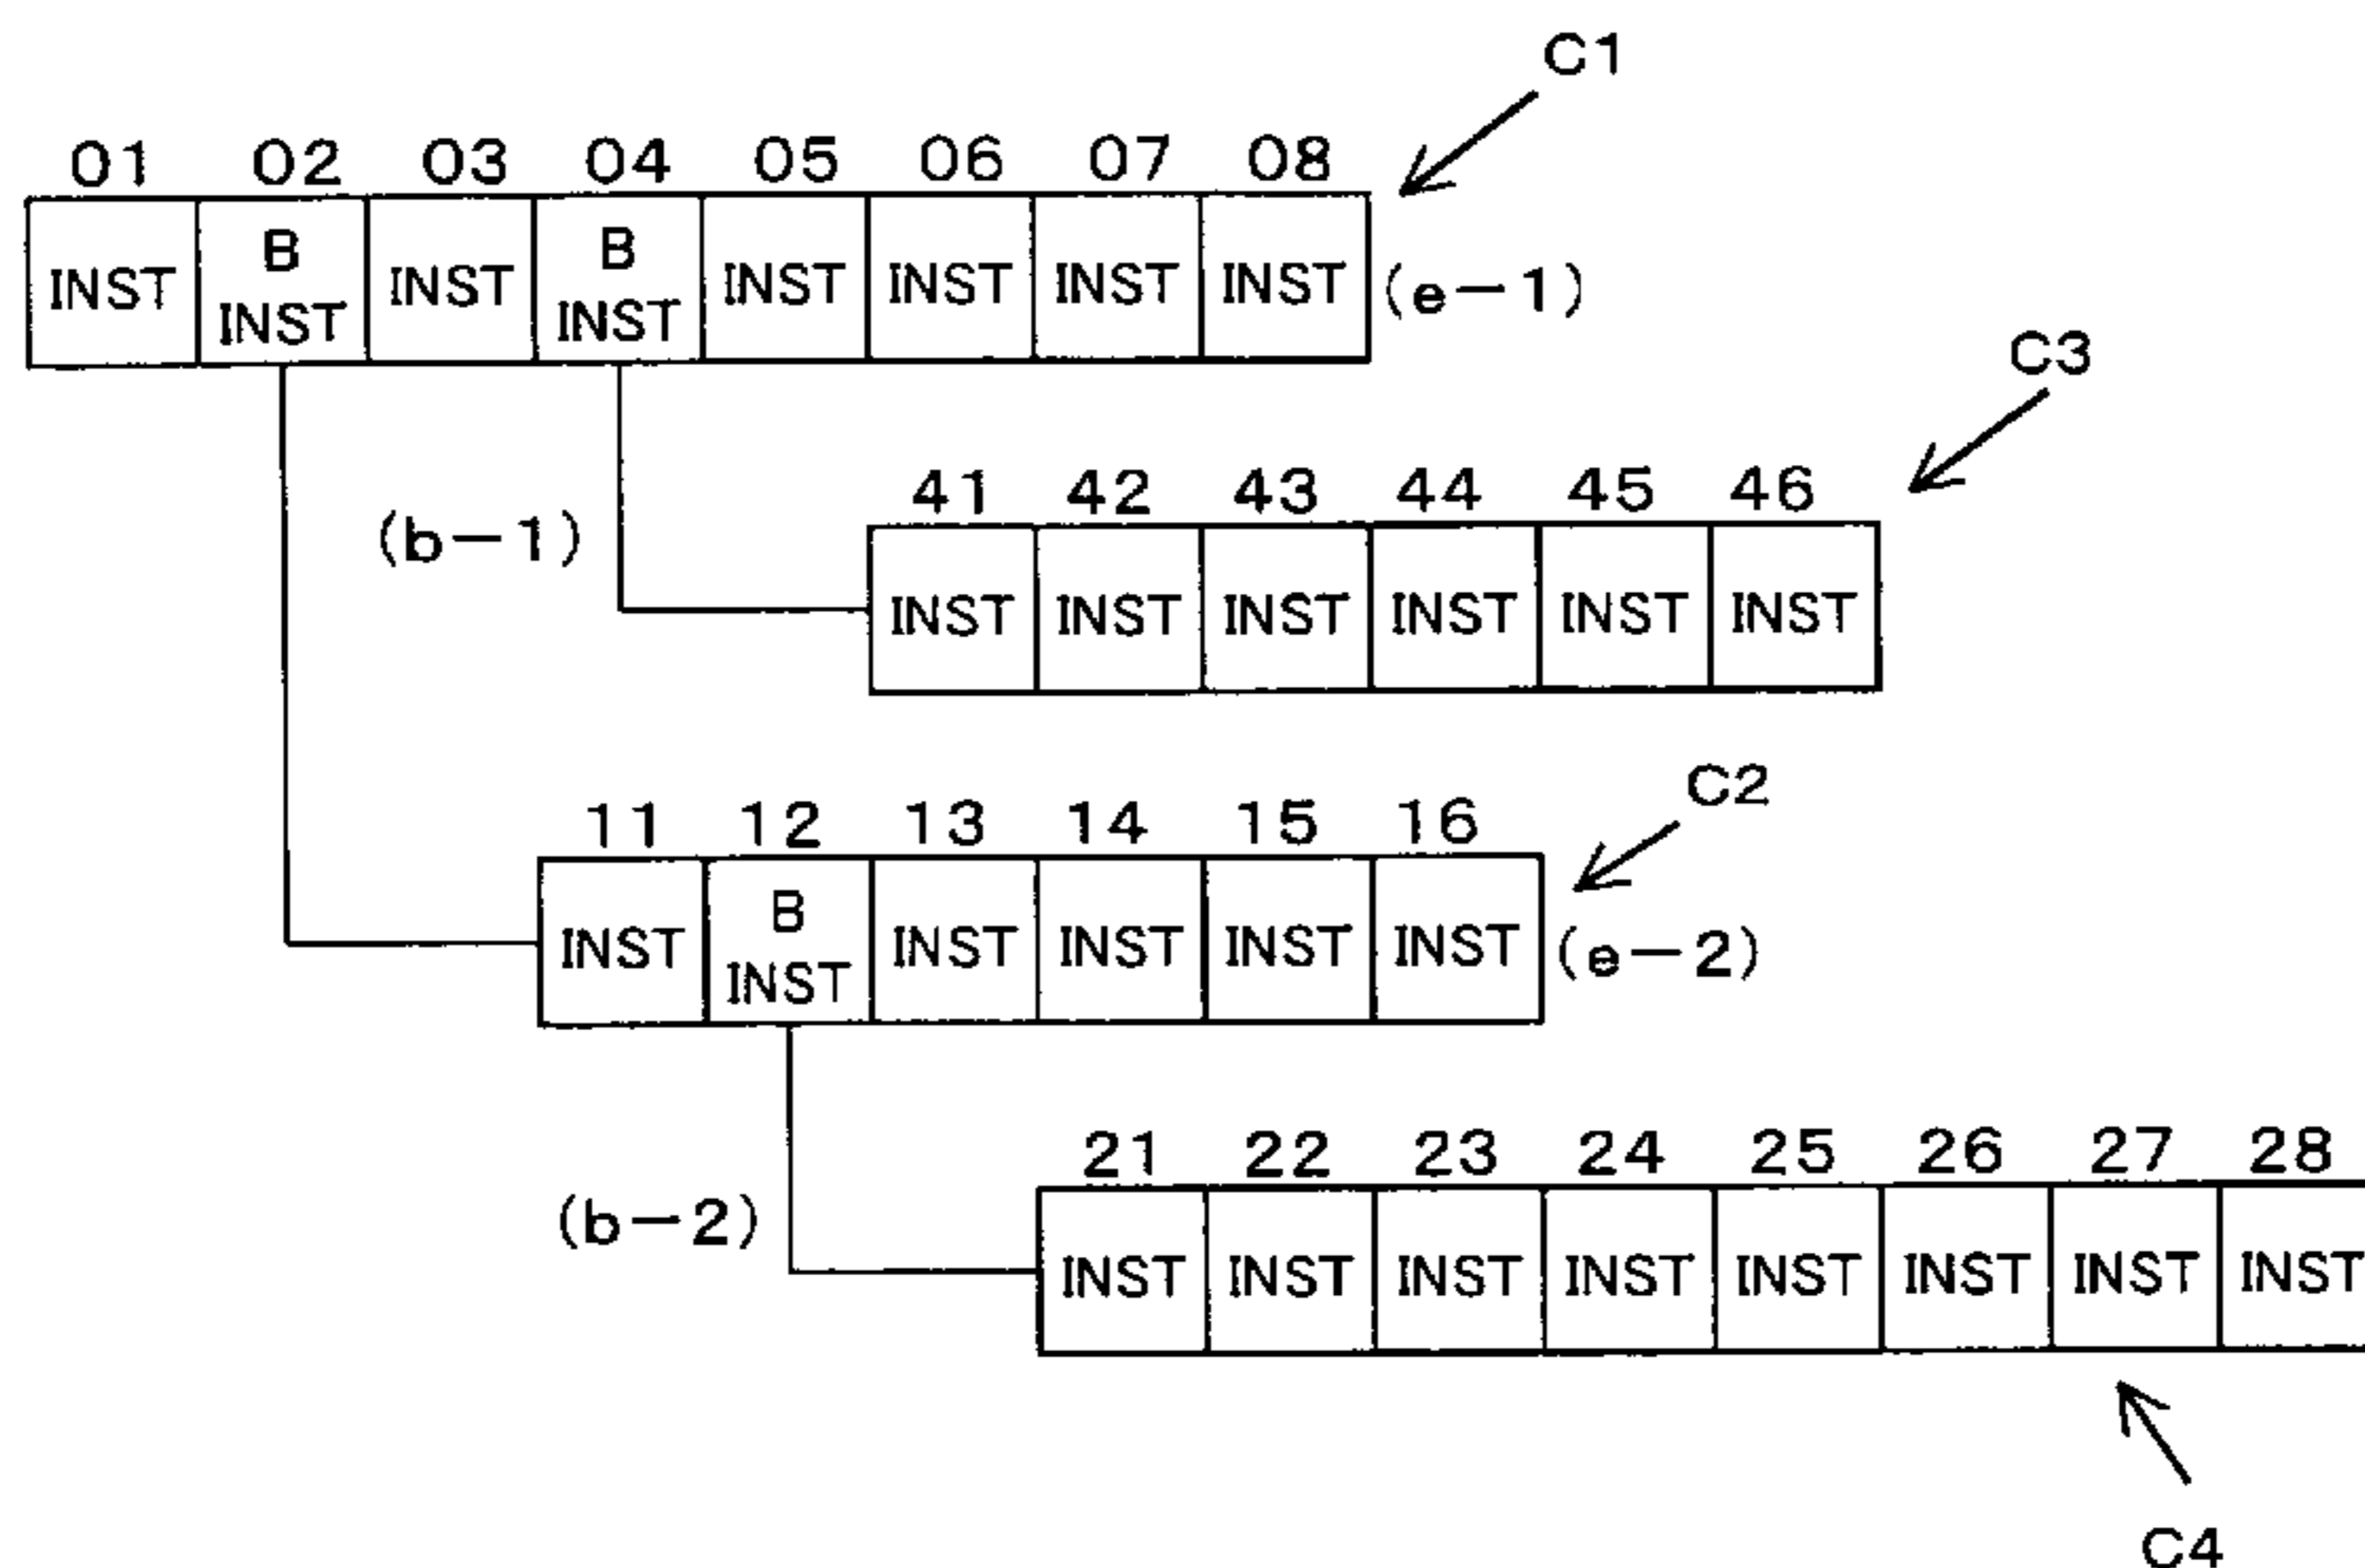 C1
01 02 03 04 05 06 07 08
INST B INST INST B INST INST INST INST INST (e-1)
C3
41 42 43 44 45 46
(b-1)
INST INST INST INST INST INST
C2
11 12 13 14 15 16
INST B INST INST INST INST INST (e-2)
21 22 23 24 25 26 27 28
(b-2)
INST INST INST INST INST INST INST INST
C4